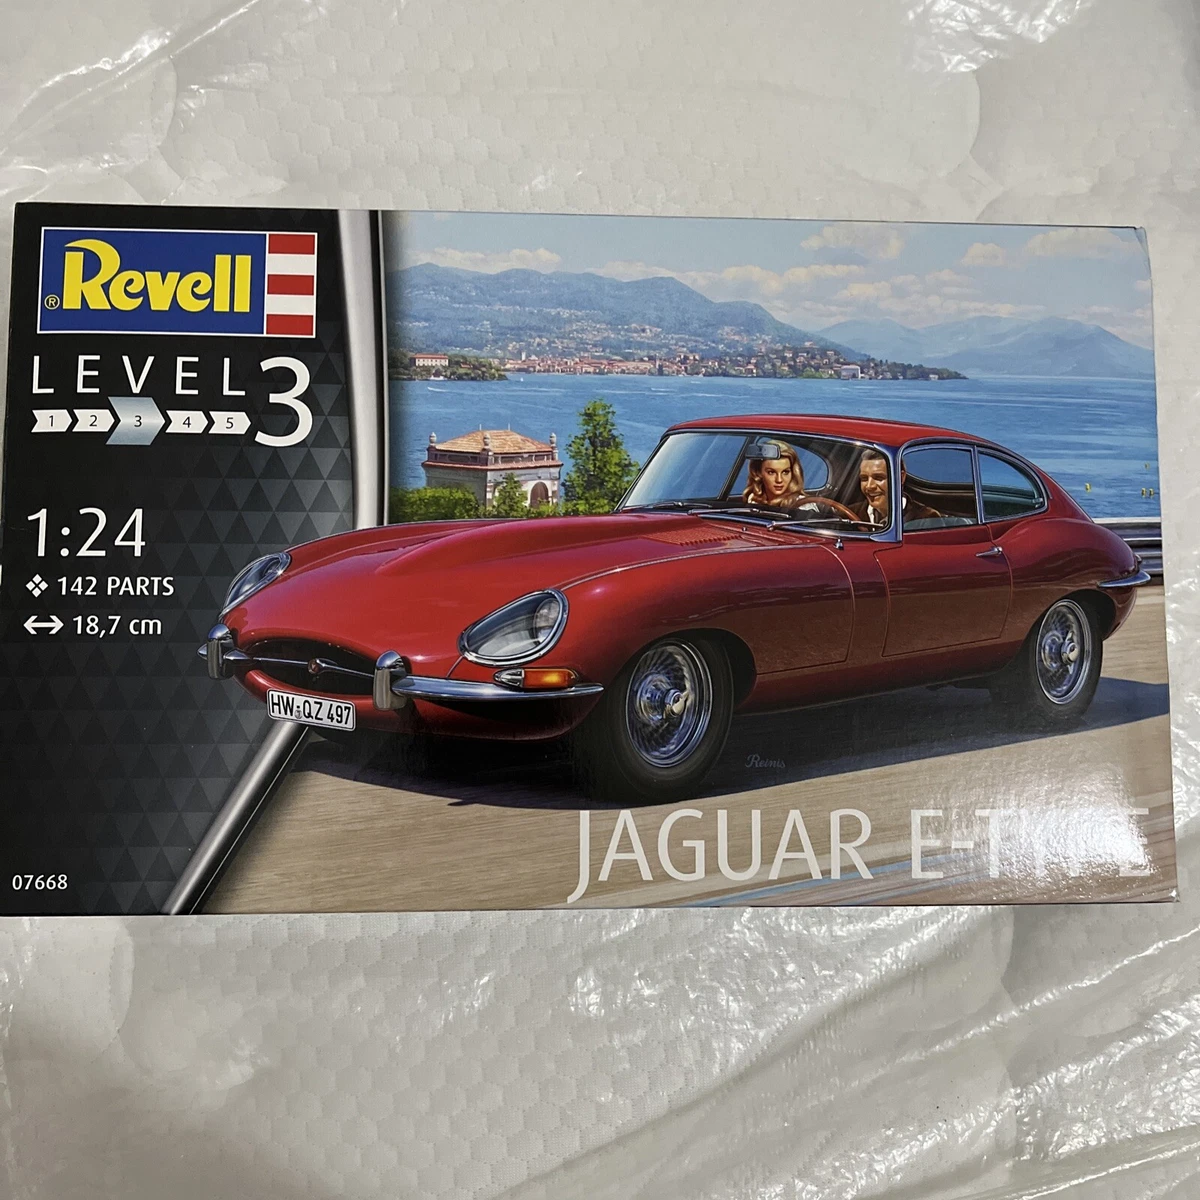 ® Revell
LEVEL 3
1 2 3 4 5
1:24
142 PARTS
18,7 cm
HW QZ 497
Reinis
JAGUAR E-TYPE
07668